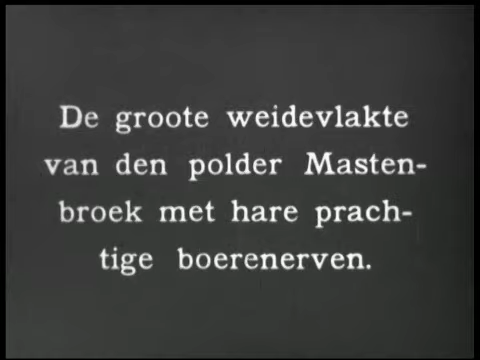 De groote weidevlakte
van den polder Masten-
broek met hare prach-
tige boerenerven.